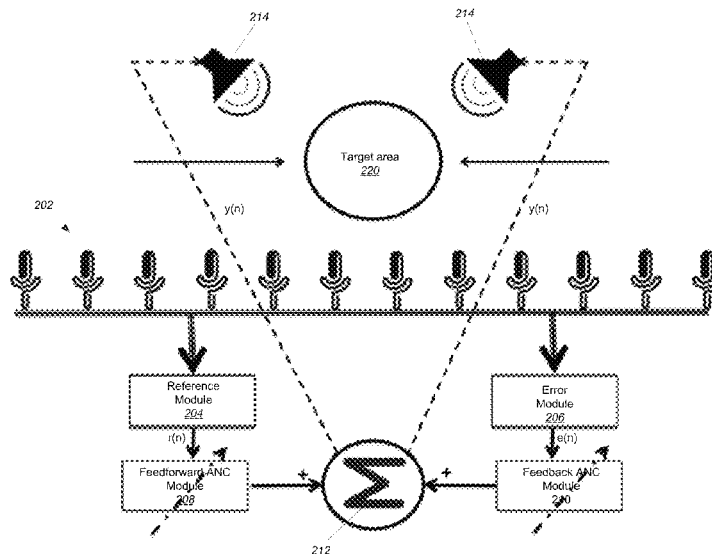 214
214
Target area
220
y(n)
y(n)
202
Reference
Module
204
Error
Module
206
r(n)
e(n)
Feedforward ANC
Module
208
+
+
Feedback ANC
Module
210
Σ
212